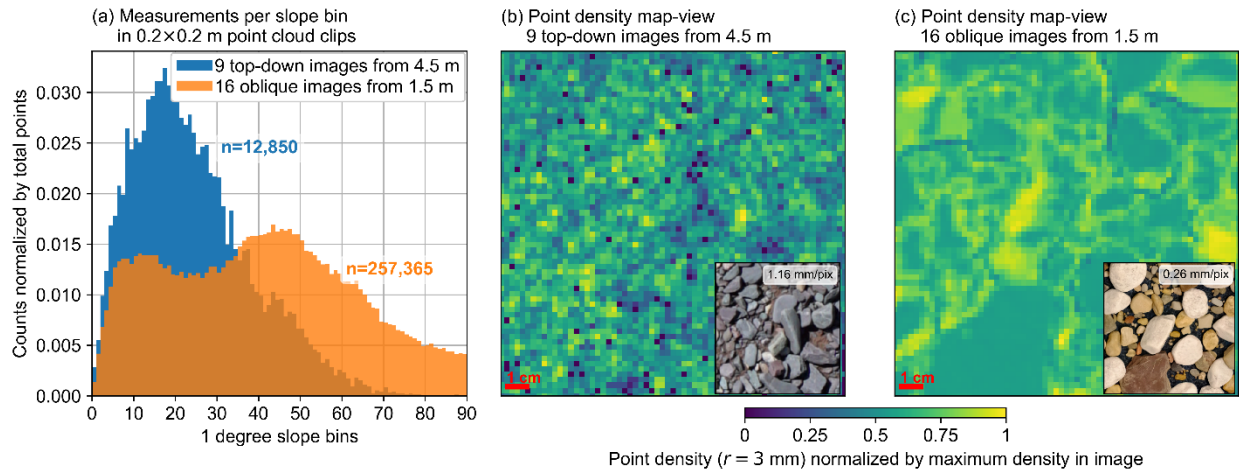 (a) Measurements per slope bin
in 0.2×0.2 m point cloud clips
9 top-down images from 4.5 m
16 oblique images from 1.5 m
n=12,850
n=257,365
Counts normalized by total points
0.030
0.025
0.020
0.015
0.010
0.005
0.000
0 10 20 30 40 50 60 70 80 90
1 degree slope bins
(b) Point density map-view
9 top-down images from 4.5 m
1.16 mm/pix
1 cm
(c) Point density map-view
16 oblique images from 1.5 m
0.26 mm/pix
1 cm
0 0.25 0.5 0.75 1
Point density (r = 3 mm) normalized by maximum density in image